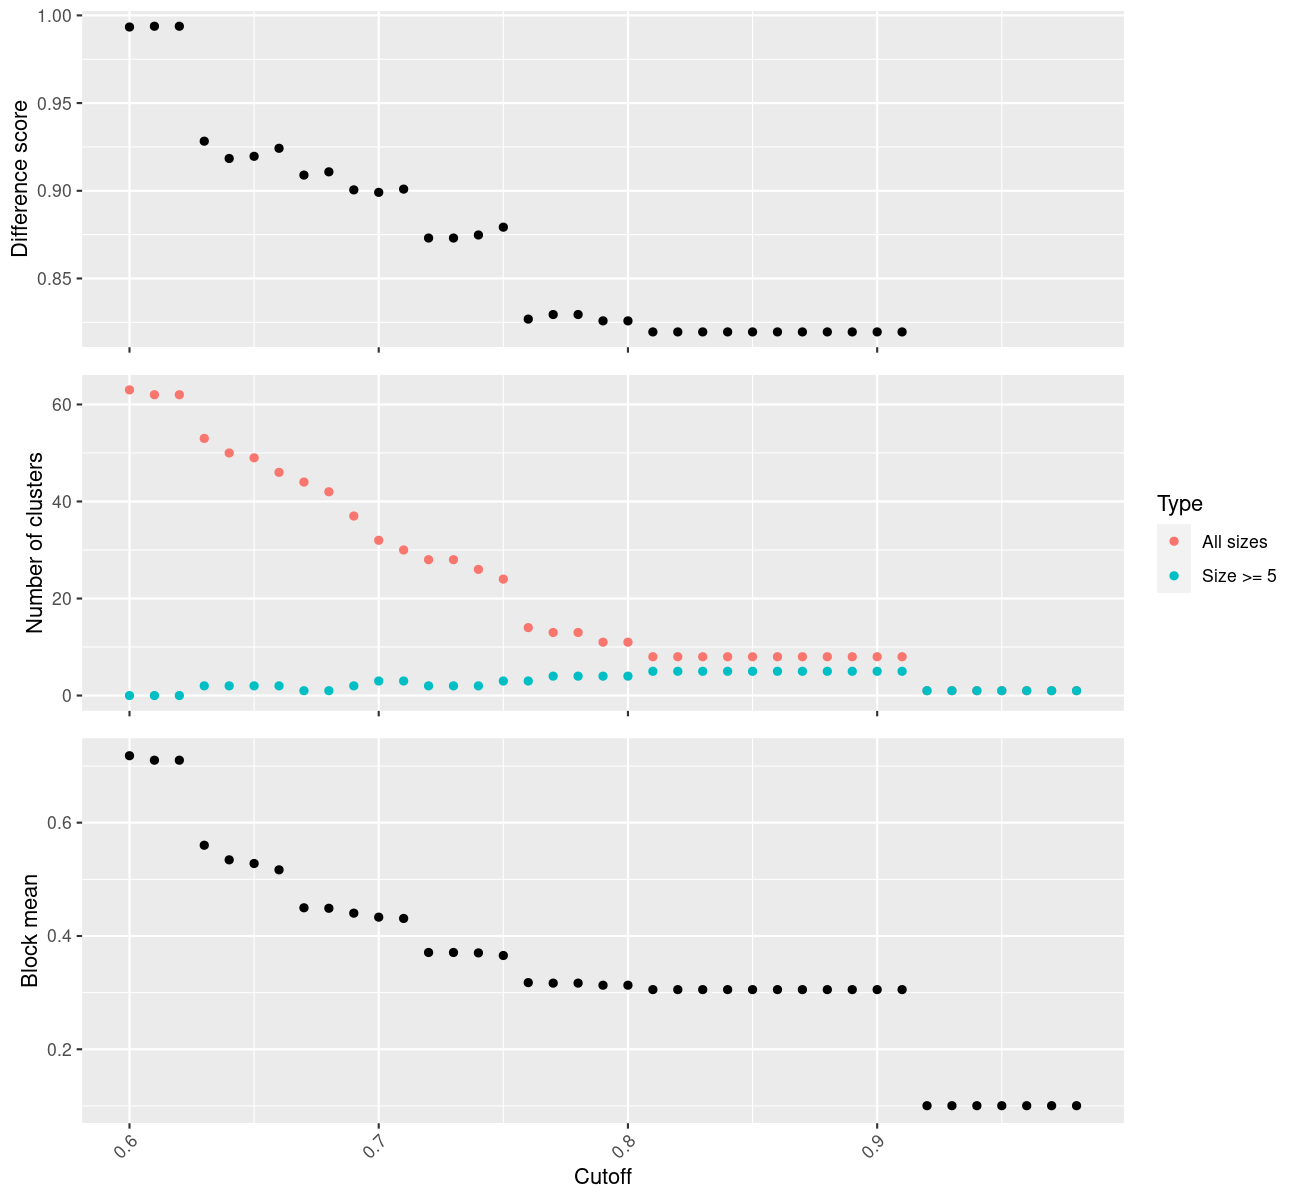 Difference score
1.00
0.95
0.90
0.85
Number of clusters
60
40
20
0
Type
All sizes
Size >= 5
Block mean
0.6
0.4
0.2
0.6
0.7
0.8
0.9
Cutoff